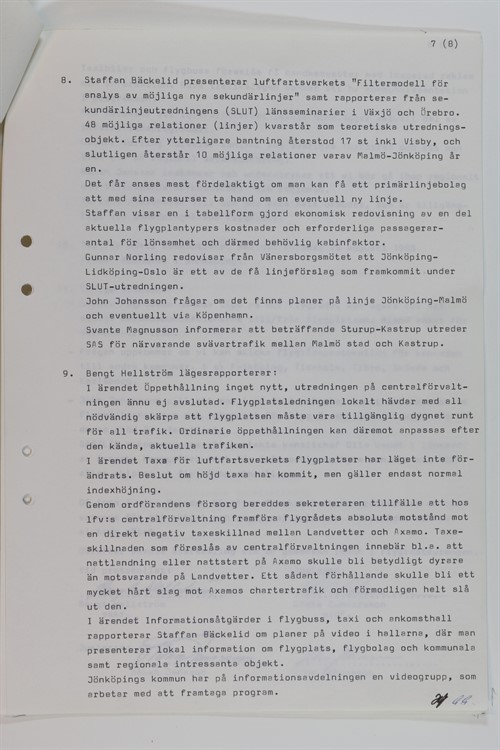 7 (8)
8. Staffan Bäckelid presenterar luftfartsverkets "Filtermodell för
analys av möjliga nya sekundärlinjer" samt rapporterar från se-
kundärlinjeutredningens (SLUT) länsseminarier i Växjö och Örebro.
48 möjliga relationer (linjer) kvarstår som teoretiska utrednings-
objekt. Efter ytterligare bantning återstod 17 st inkl Visby, och
slutligen återstår 10 möjliga relationer varav Malmö-Jönköping är
en.
Det får anses mest fördelaktigt om man kan få ett primärlinjebolag
att med sina resurser ta hand om en eventuell ny linje.
Staffan visar en i tabellform gjord ekonomisk redovisning av en del
aktuella flygplantypers kostnader och erforderliga passagerar-
antal för lönsamhet och därmed behövlig kabinfaktor.
Gunnar Norling redovisar från Vänersborgsmötet att Jönköping-
Lidköping-Oslo är ett av de få linjeförslag som framkommit under
SLUT-utredningen.
John Johansson frågar om det finns planer på linje Jönköping-Malmö
och eventuellt via Köpenhamn.
Svante Magnusson informerar att beträffande Sturup-Kastrup utreder
SAS för närvarande svävartrafik mellan Malmö stad och Kastrup.
9. Bengt Hellström lägesrapporterar:
I ärendet Öppethållning inget nytt, utredningen på centralförvalt-
ningen ännu ej avslutad. Flygplatsledningen lokalt hävdar med all
nödvändig skärpa att flygplatsen måste vara tillgänglig dygnet runt
för all trafik. Ordinarie öppethållningen kan däremot anpassas efter
den kända, aktuella trafiken.
I ärendet Taxa för luftfartsverkets flygplatser har läget inte för-
ändrats. Beslut om höjd taxa har kommit, men gäller endast normal
indexhöjning.
Genom ordförandens försorg bereddes sekreteraren tillfälle att hos
lfv:s centralförvaltning framföra flygrådets absoluta motstånd mot
en direkt negativ taxeskillnad mellan Landvetter och Axamo. Taxe-
skillnaden som föreslås av centralförvaltningen innebär bl.a. att
nattlandning eller nattstart på Axamo skulle bli betydligt dyrare
än motsvarande på Landvetter. Ett sådant förhållande skulle bli ett
mycket hårt slag mot Axamos chartertrafik och förmodligen helt slå
ut den.
I ärendet Informationsåtgärder i flygbuss, taxi och ankomsthall
rapporterar Staffan Bäckelid om planer på video i hallarna, där man
presenterar lokal information om flygplats, flygbolag och kommunala
samt regionala intressanta objekt.
Jönköpings kommun har på informationsavdelningen en videogrupp, som
arbetar med att framtaga program.